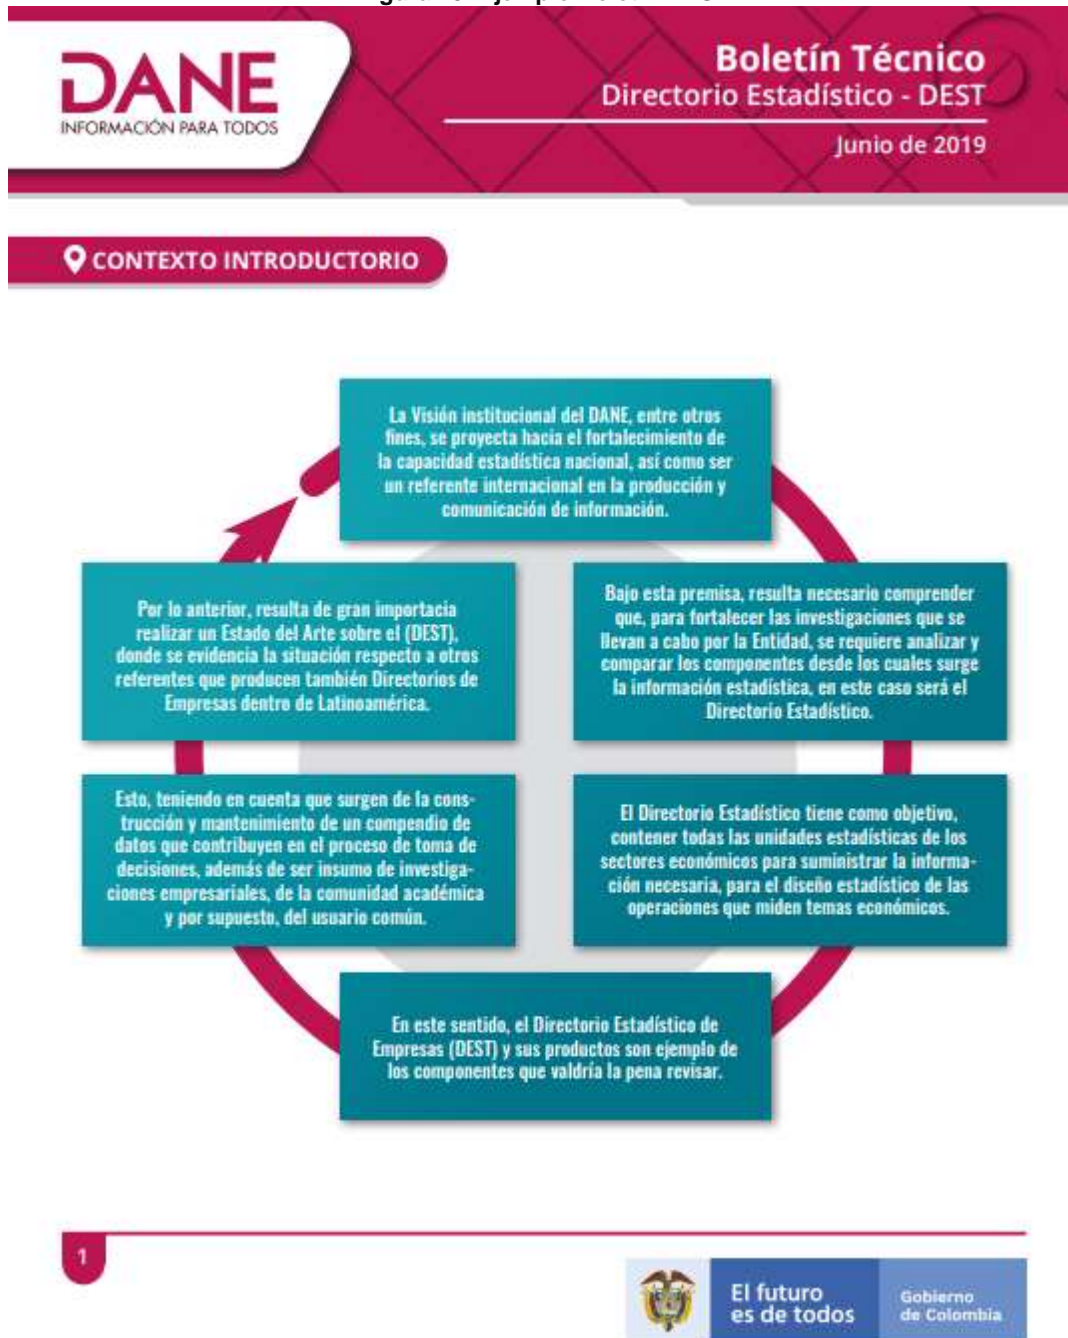 DANE
INFORMACIÓN PARA TODOS
Boletín Técnico
Directorio Estadístico - DEST
Junio de 2019
CONTEXTO INTRODUCTORIO
La Visión institucional del DANE, entre otros
fines, se proyecta hacia el fortalecimiento de
la capacidad estadística nacional, así como ser
un referente internacional en la producción y
comunicación de información.
Bajo esta premisa, resulta necesario comprender
que, para fortalecer las investigaciones que se
llevan a cabo por la Entidad, se requiere analizar y
comparar los componentes desde los cuales surge
la información estadística, en este caso será el
Directorio Estadístico.
El Directorio Estadístico tiene como objetivo,
contener todas las unidades estadísticas de los
sectores económicos para suministrar la informa-
ción necesaria, para el diseño estadístico de las
operaciones que miden temas económicos.
En este sentido, el Directorio Estadístico de
Empresas (DEST) y sus productos son ejemplo de
los componentes que valdría la pena revisar.
Esto, teniendo en cuenta que surgen de la cons-
trucción y mantenimiento de un compendio de
datos que contribuyen en el proceso de toma de
decisiones, además de ser insumo de investiga-
ciones empresariales, de la comunidad académica
y por supuesto, del usuario común.
Por lo anterior, resulta de gran importacia
realizar un Estado del Arte sobre el (DEST),
donde se evidencia la situación respecto a otros
referentes que producen también Directorios de
Empresas dentro de Latinoamérica.
1
El futuro
es de todos
Gobierno
de Colombia